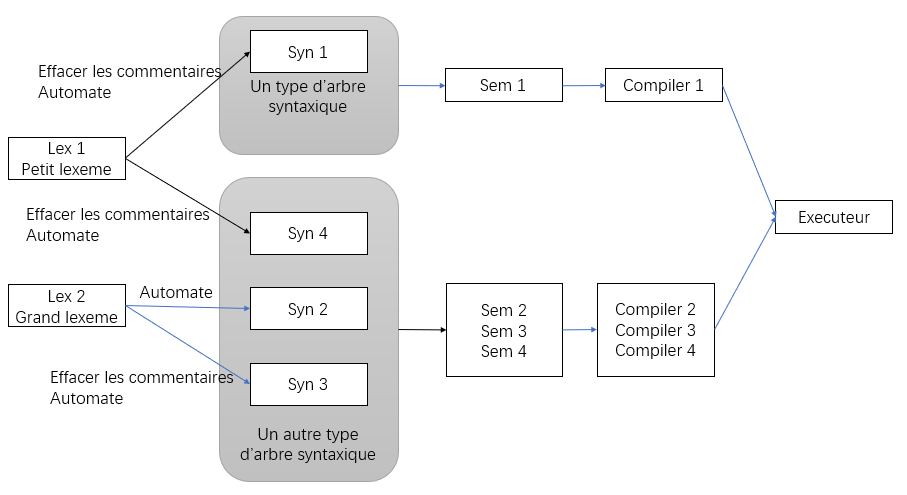 Syn 1
Un type d'arbre
syntaxique
Effacer les commentaires
Automate
Sem 1
Compiler 1
Lex 1
Petit lexeme
Effacer les commentaires
Automate
Syn 4
Executeur
Lex 2
Grand lexeme
Automate
Syn 2
Sem 2
Sem 3
Sem 4
Compiler 2
Compiler 3
Compiler 4
Effacer les commentaires
Automate
Syn 3
Un autre type
d'arbre syntaxique